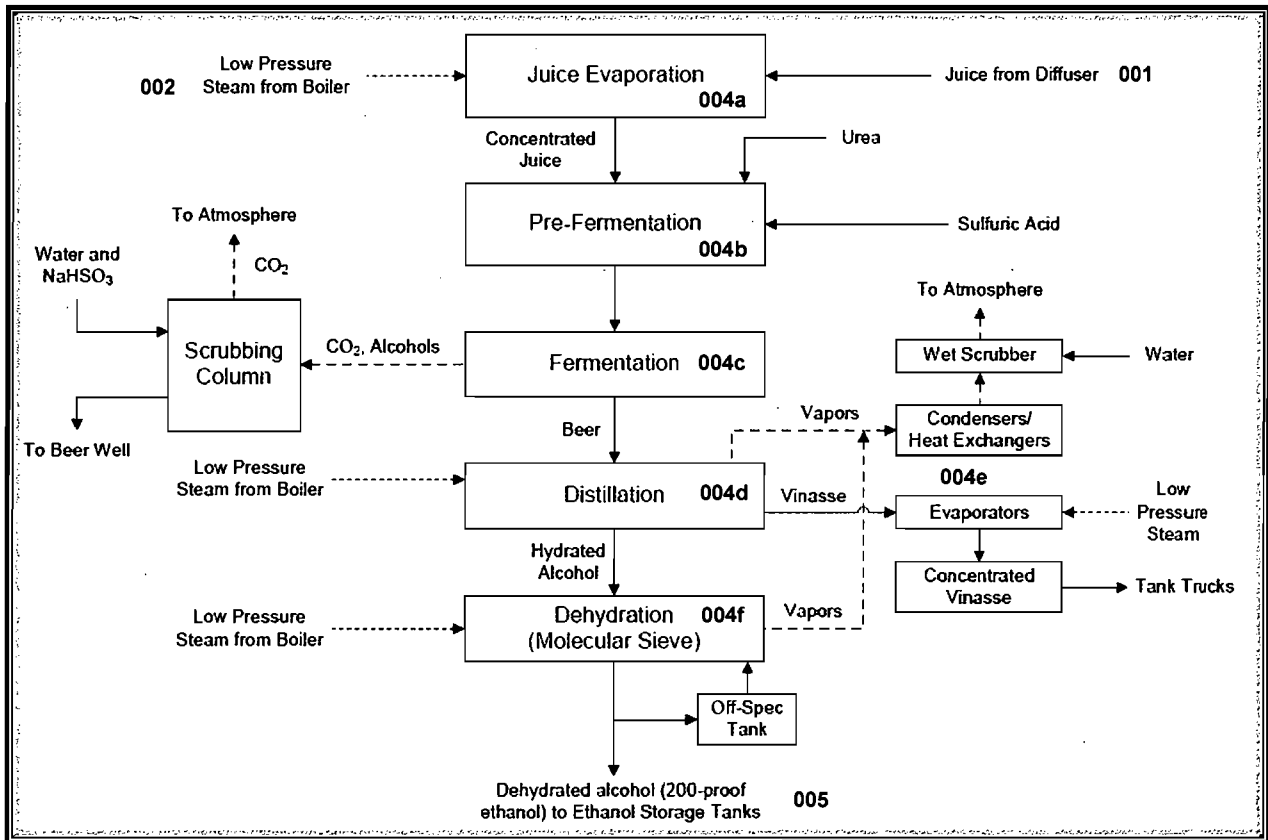 Low Pressure
002 Steam from Boiler
Juice Evaporation
004a
Juice from Diffuser 001
Concentrated
Juice
Urea
Pre-Fermentation
004b
Sulfuric Acid
To Atmosphere
CO₂
Water and
NaHSO₃
Scrubbing
Column
CO₂, Alcohols
Fermentation 004c
To Atmosphere
Wet Scrubber
Water
Vapors
Condensers/
Heat Exchangers
To Beer Well
Beer
Low Pressure
Steam from Boiler
Distillation 004d
Vinasse
004e
Evaporators
Low
Pressure
Steam
Hydrated
Alcohol
Concentrated
Vinasse
Tank Trucks
Low Pressure
Steam from Boiler
Dehydration 004f
(Molecular Sieve)
Vapors
Off-Spec
Tank
Dehydrated alcohol (200-proof
ethanol) to Ethanol Storage Tanks 005